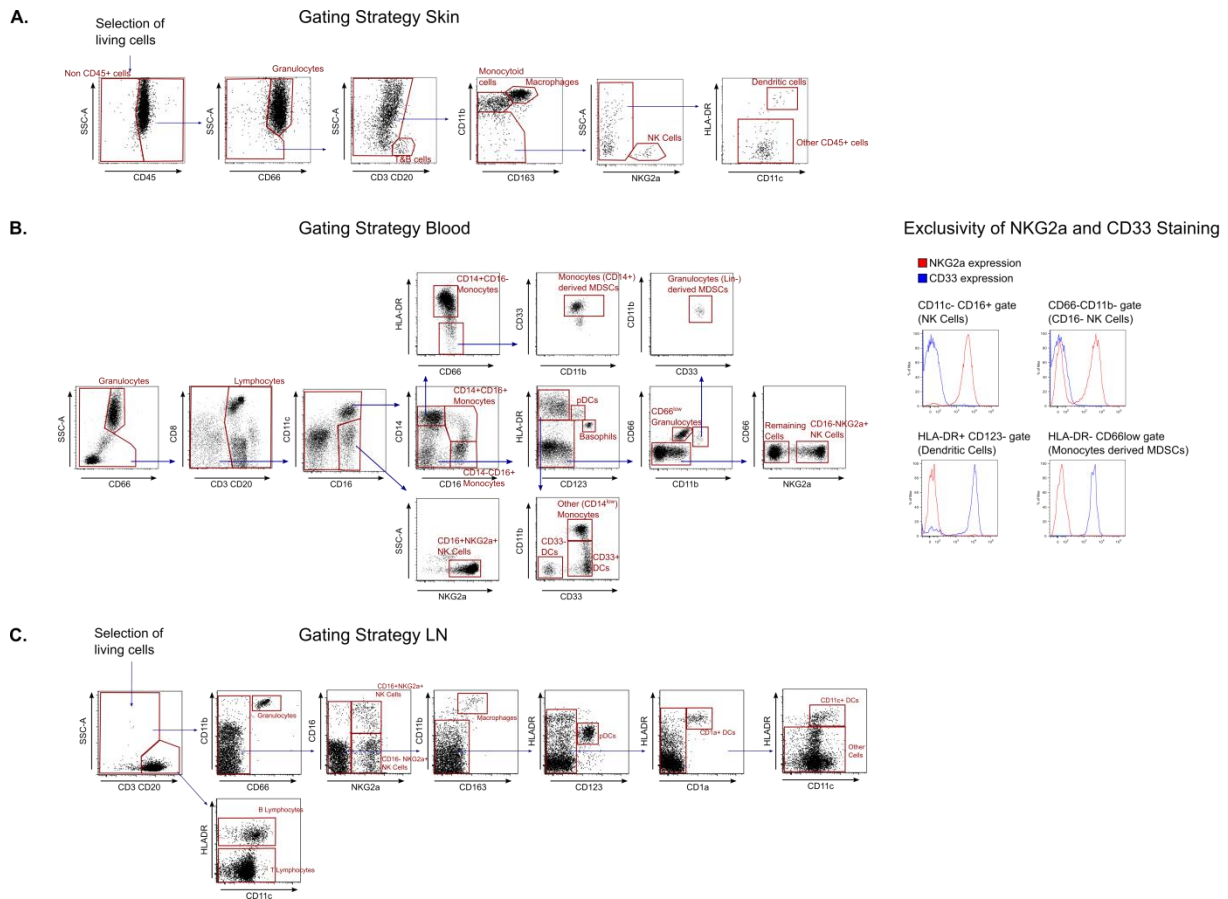 A.
Gating Strategy Skin
Selection of
living cells
Non CD45+ cells
SSC-A
CD45
Granulocytes
SSC-A
CD66
SSC-A
T&B cells
CD3 CD20
Monocytoid
cells
Macrophages
CD11b
CD163
SSC-A
NK Cells
NKG2a
Dendritic cells
HLA-DR
Other CD45+ cells
CD11c
B.
Gating Strategy Blood
Exclusivity of NKG2a and CD33 Staining
NKG2a expression
CD33 expression
CD14+CD16-
Monocytes
HLA-DR
CD66
Monocytes (CD14+)
derived MDSCs
CD33
CD11b
Granulocytes (Lin-)
derived MDSCs
CD11b
CD33
CD11c- CD16+ gate
(NK Cells)
CD66-CD11b- gate
(CD16- NK Cells)
Granulocytes
SSC-A
CD66
Lymphocytes
CD8
CD3 CD20
CD11c
CD16
CD14+CD16+
Monocytes
CD14
CD14-CD16+
Monocytes
CD16
pDCs
Basophils
HLA-DR
CD123
CD66low
Granulocytes
CD66
CD11b
Remaining
Cells
CD16-NKG2a+
NK Cells
CD66
NKG2a
HLA-DR+ CD123- gate
(Dendritic Cells)
HLA-DR- CD66low gate
(Monocytes derived MDSCs)
CD16+NKG2a+
NK Cells
SSC-A
NKG2a
Other (CD14low)
Monocytes
CD33-
DCs
CD33+
DCs
CD11b
CD33
C.
Gating Strategy LN
Selection of
living cells
SSC-A
CD3 CD20
Granulocytes
CD11b
CD66
CD16+NKG2a+
NK Cells
CD16
CD16- NKG2a+
NK Cells
NKG2a
Macrophages
CD11b
CD163
pDCs
HLADR
CD123
CD1a+ DCs
HLADR
CD1a
CD11c+ DCs
Other
Cells
HLADR
CD11c
B Lymphocytes
T Lymphocytes
HLADR
CD11c